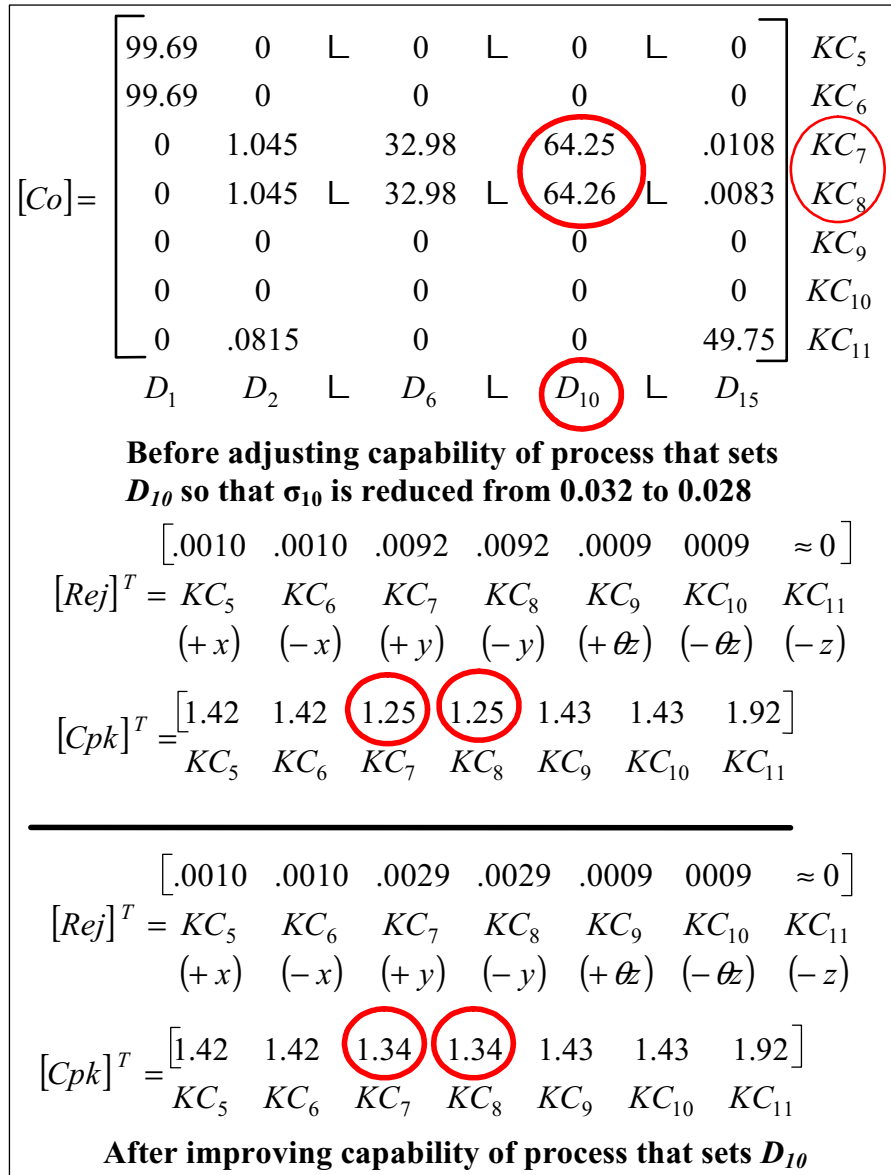 99.69 0 L 0 L 0 L 0 KC5
99.69 0 0 0 0 KC6
0 1.045 32.98 64.25 .0108 KC7
[Co]= 0 1.045 L 32.98 L 64.26 L .0083 KC8
0 0 0 0 0 KC9
0 0 0 0 0 KC10
0 .0815 0 0 49.75 KC11
D1 D2 L D6 L D10 L D15
Before adjusting capability of process that sets
D10 so that σ10 is reduced from 0.032 to 0.028
[.0010 .0010 .0092 .0092 .0009 0009 ≈0]
[Rej]T = KC5 KC6 KC7 KC8 KC9 KC10 KC11
(+x) (−x) (+y) (−y) (+θz) (−θz) (−z)
[Cpk]T =[1.42 1.42 1.25 1.25 1.43 1.43 1.92]
KC5 KC6 KC7 KC8 KC9 KC10 KC11
[.0010 .0010 .0029 .0029 .0009 0009 ≈0]
[Rej]T = KC5 KC6 KC7 KC8 KC9 KC10 KC11
(+x) (−x) (+y) (−y) (+θz) (−θz) (−z)
[Cpk]T =[1.42 1.42 1.34 1.34 1.43 1.43 1.92]
KC5 KC6 KC7 KC8 KC9 KC10 KC11
After improving capability of process that sets D10